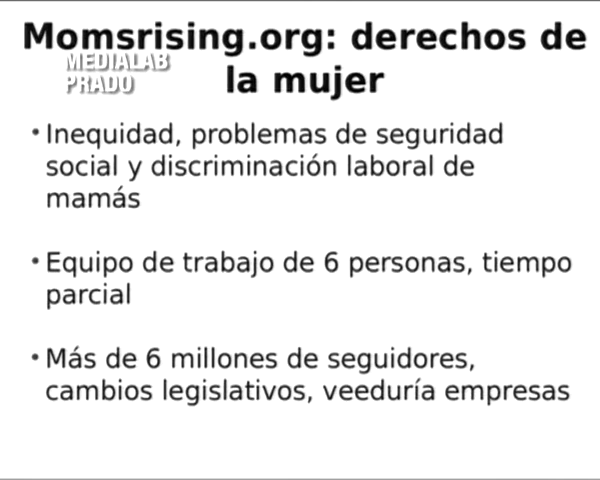 Momsrising.org: derechos de
MEDIALAB
PRADO
la mujer
• Inequidad, problemas de seguridad
social y discriminación laboral de
mamás
• Equipo de trabajo de 6 personas, tiempo
parcial
• Más de 6 millones de seguidores,
cambios legislativos, veeduría empresas